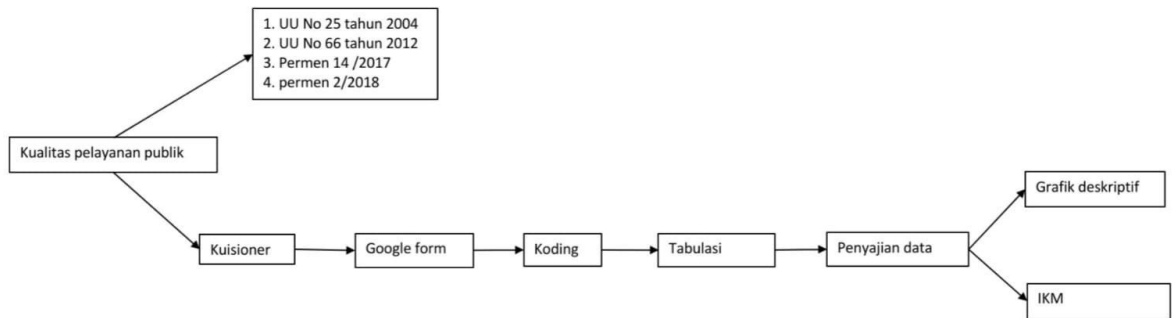 1. UU No 25 tahun 2004
2. UU No 66 tahun 2012
3. Permen 14 /2017
4. permen 2/2018
Kualitas pelayanan publik
Kuisioner
Google form
Koding
Tabulasi
Penyajian data
Grafik deskriptif
IKM